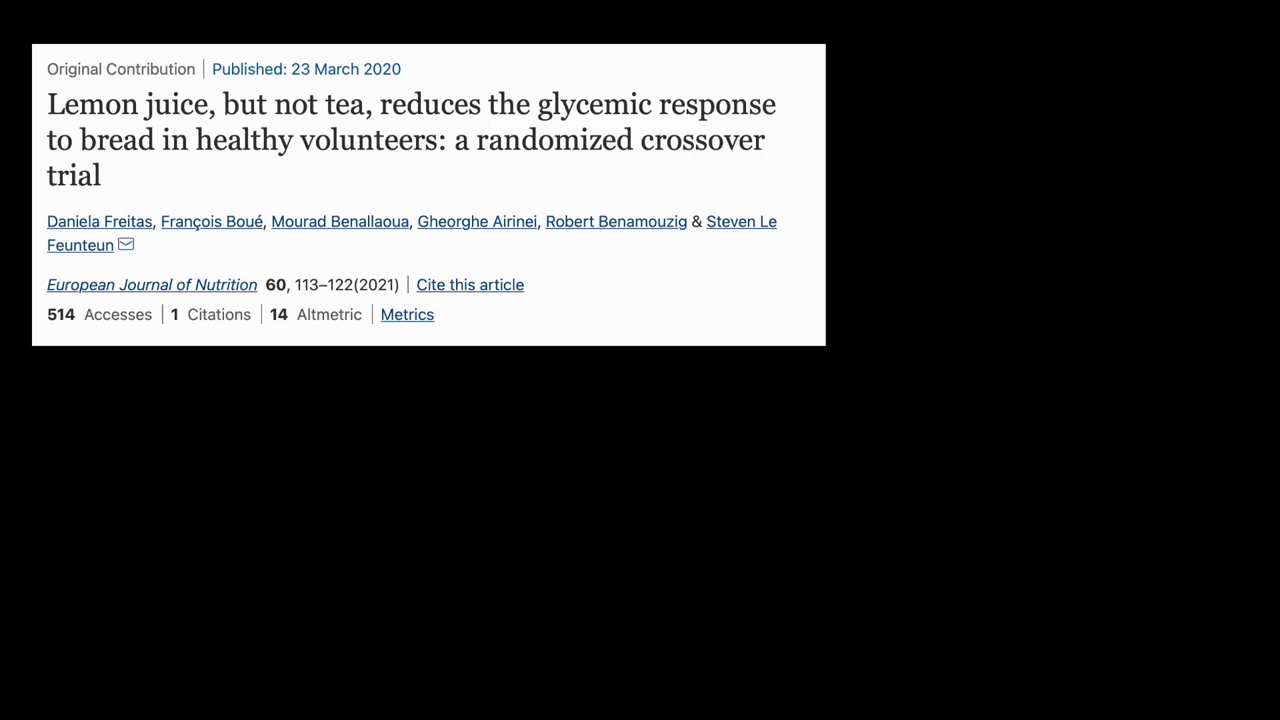 Original Contribution | Published: 23 March 2020
Lemon juice, but not tea, reduces the glycemic response
to bread in healthy volunteers: a randomized crossover
trial
Daniela Freitas, François Boué, Mourad Benallaoua, Gheorghe Airinei, Robert Benamouzig & Steven Le
Feunteun
European Journal of Nutrition 60, 113–122(2021) | Cite this article
514 Accesses | 1 Citations | 14 Altmetric | Metrics